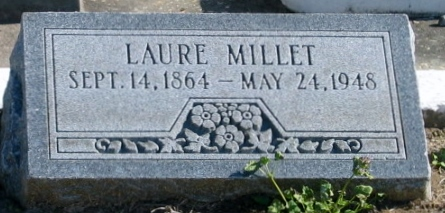 LAURE MILLET
SEPT. 14, 1864 – MAY 24, 1948